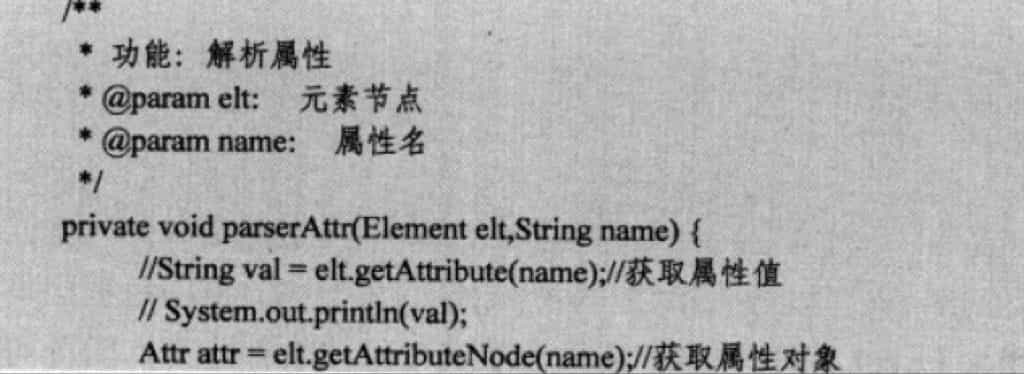 /**
* 功能: 解析属性
* @param elt: 元素节点
* @param name: 属性名
*/
private void parserAttr(Element elt,String name) {
//String val = elt.getAttribute(name);//获取属性值
// System.out.println(val);
Attr attr = elt.getAttributeNode(name);//获取属性对象